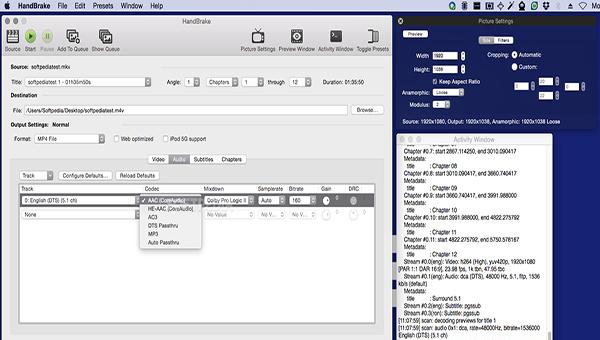 HandBrake File Edit Presets Window Help
HandBrake
Source Start Pause Add To Queue Show Queue Picture Settings Preview Window Activity Window Toggle Presets
Source: softpediatest.mkv
Title: softpediatest 1 - 01h35m50s Angle: 1 Chapters 1 through 12 Duration: 01:35:50
Destination
File: /Users/Softpedia/Desktop/softpediatest.m4v Browse...
Output Settings: Normal
Format: MP4 File Web optimized iPod 5G support
Video Audio Subtitles Chapters
Track Configure Defaults... Reload Defaults
Track Codec Mixdown Samplerate Bitrate Gain DRC
0: English (DTS) (5.1 ch) ✓ AAC (CoreAudio) Dolby Pro Logic II Auto 160
None HE-AAC (CoreAudio) No Value No Va No
AC3
DTS Passthru
MP3
Auto Passthru
Picture Settings
Preview
Filters
Width: 1920 Cropping: Automatic
Height: 1039 Custom:
Keep Aspect Ratio 20
Anamorphic: Loose 0 0
Modulus: 2 22
Source: 1920x1080, Output: 1920x1038, Anamorphic: 1920x1038 Loose
Activity Window
Chapter #0.7: start 2867.114250, end 3010.090417
Metadata:
title : Chapter 08
Chapter #0.8: start 3010.090417, end 3660.740417
Metadata:
title : Chapter 09
Chapter #0.9: start 3660.740417, end 3991.988000
Metadata:
title : Chapter 10
Chapter #0.10: start 3991.988000, end 4822.275792
Metadata:
title : Chapter 11
Chapter #0.11: start 4822.275792, end 5750.578167
Metadata:
title : Chapter 12
Stream #0.0(eng): Video: h264 (High), yuv420p, 1920x1080
[PAR 1:1 DAR 16:9], 23.98 fps, 1k tbn, 47.95 tbc
Stream #0.1(eng): Audio: dca (DTS), 48000 Hz, 5.1, fltp, 1536
kb/s (default)
Metadata:
title : Surround 5.1
Stream #0.2(eng): Subtitle: pgssub
Stream #0.3(ron): Subtitle: pgssub
[11:07:59] scan: decoding previews for title 1
[11:07:59] scan: audio 0x1: dca, rate=48000Hz, bitrate=1536000
English (DTS) (5.1 ch)